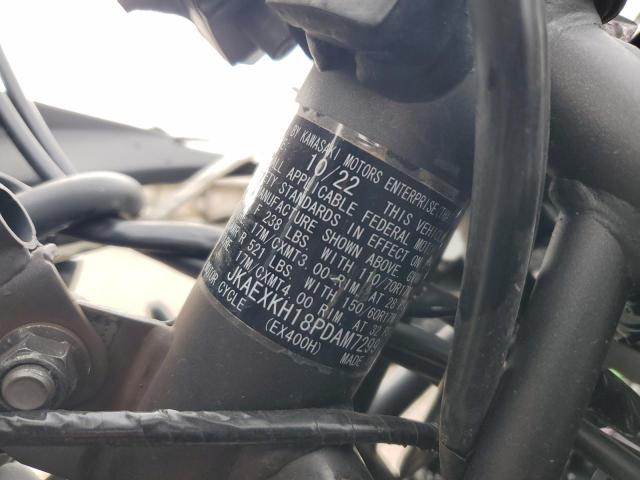 BY KAWASAKI MOTORS ENTERPRISE
10/22 THIS
ALL APPLICABLE FEDERAL MOTOR
STANDARDS IN EFFECT ON
MANUFACTURE SHOWN ABOVE
238 LBS WITH 110/70R17
17M/CXMT3.00 RIM, AT 28
521 LBS. WITH 150/60R17
17M/CXMT4.00 RIM, AT 32
JKAEXKH18PDAM729
CYCLE
(EX400H) MADE